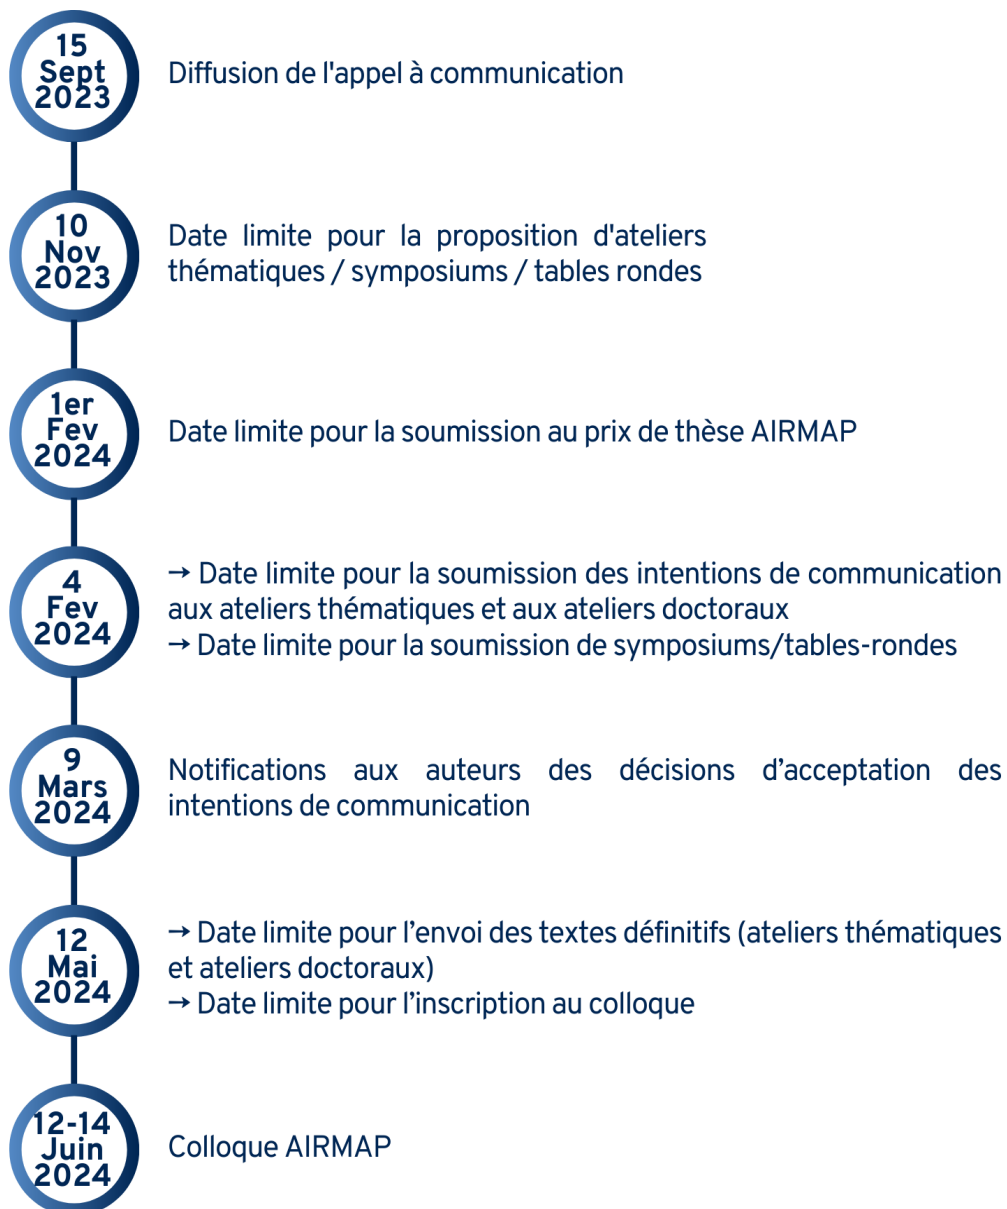 15
Sept
2023
Diffusion de l'appel à communication
10
Nov
2023
Date limite pour la proposition d'ateliers
thématiques / symposiums / tables rondes
1er
Fev
2024
Date limite pour la soumission au prix de thèse AIRMAP
4
Fev
2024
→ Date limite pour la soumission des intentions de communication
aux ateliers thématiques et aux ateliers doctoraux
→ Date limite pour la soumission de symposiums/tables-rondes
9
Mars
2024
Notifications aux auteurs des décisions d’acceptation des
intentions de communication
12
Mai
2024
→ Date limite pour l’envoi des textes définitifs (ateliers thématiques
et ateliers doctoraux)
→ Date limite pour l’inscription au colloque
12-14
Juin
2024
Colloque AIRMAP